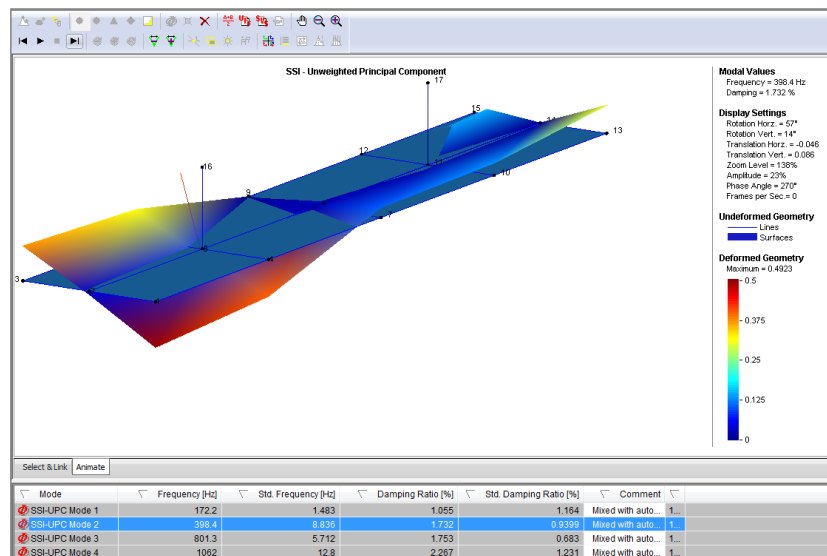 SSI - Unweighted Principal Component
17
15
14
13
12
11
10
16
9
7
4
3
Modal Values
Frequency = 398.4 Hz
Damping = 1.732 %
Display Settings
Rotation Horz. = 57°
Rotation Vert. = 14°
Translation Horz. = -0.046
Translation Vert. = 0.086
Zoom Level = 138%
Amplitude = 23%
Phase Angle = 270°
Frames per Sec.= 0
Undeformed Geometry
Lines
Surfaces
Deformed Geometry
Maximum = 0.4923
0.5
0.375
0.25
0.125
0
Select & Link Animate
Mode Frequency [Hz] Std. Frequency [Hz] Damping Ratio [%] Std. Damping Ratio [%] Comment
SSI-UPC Mode 1 172.2 1.483 1.055 1.164 Mixed with auto... 1...
SSI-UPC Mode 2 398.4 8.836 1.732 0.9399 Mixed with auto... 1...
SSI-UPC Mode 3 801.3 5.712 1.753 0.683 Mixed with auto... 1...
SSI-UPC Mode 4 1062 12.8 2.267 1.231 Mixed with auto... 1...